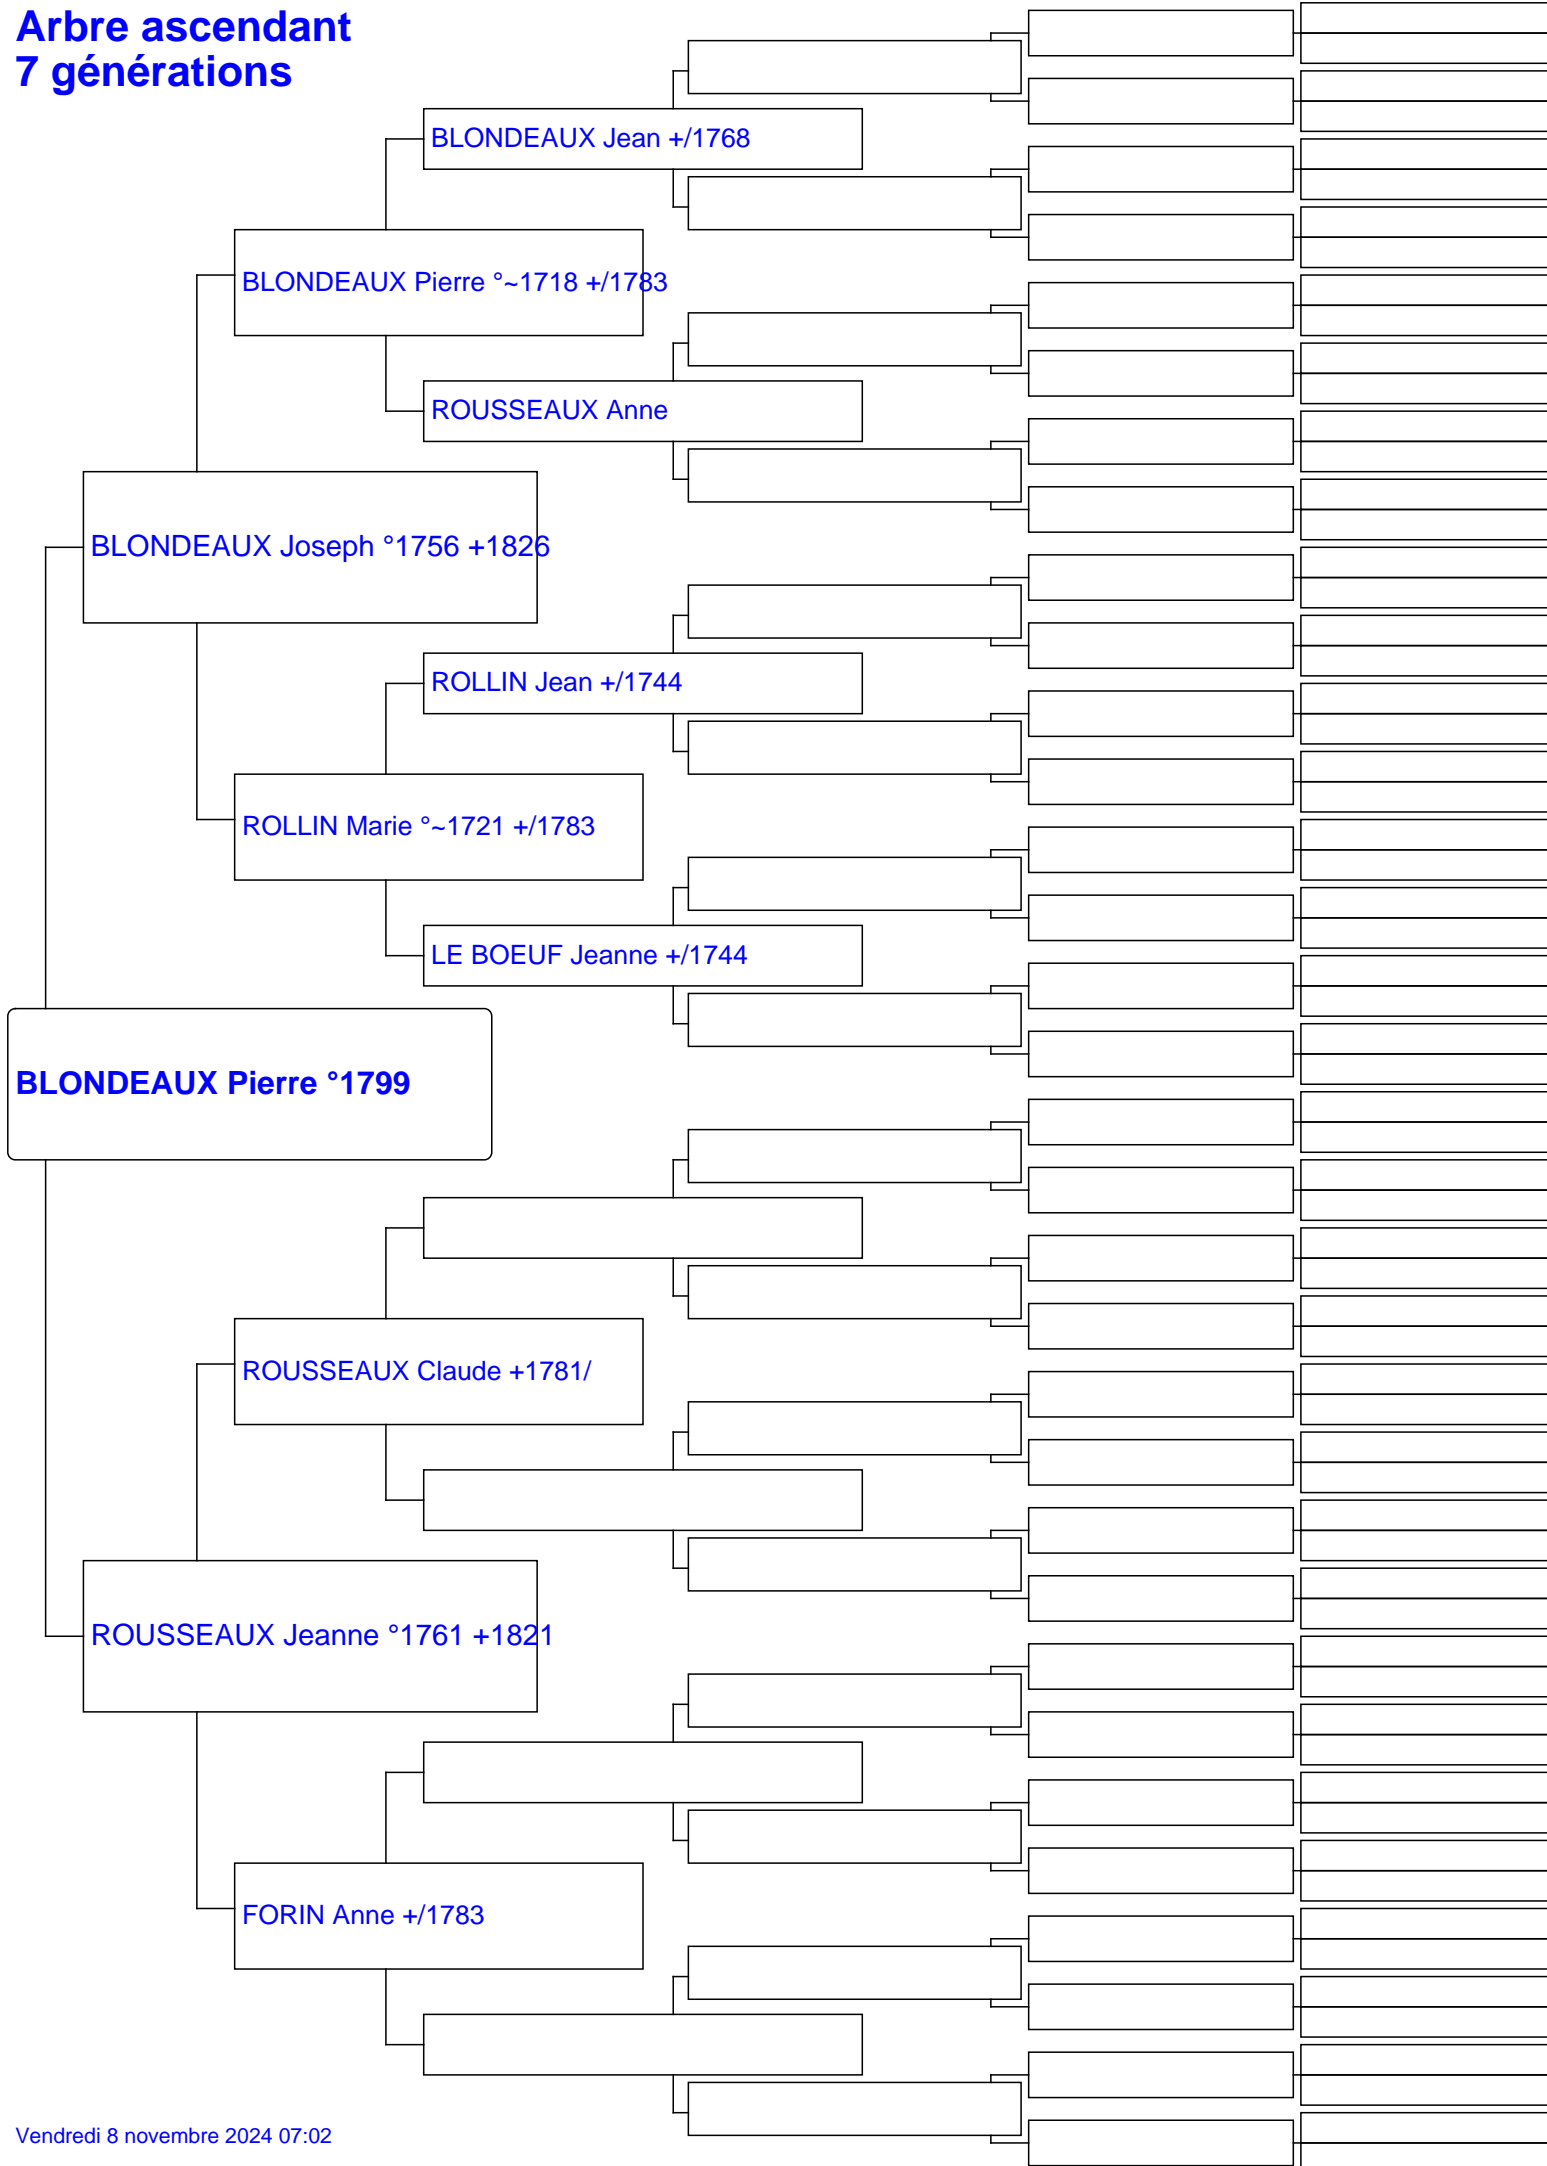 Arbre ascendant
7 générations
BLONDEAUX Jean +/1768
BLONDEAUX Pierre °~1718 +/1783
ROUSSEAUX Anne
BLONDEAUX Joseph °1756 +1826
ROLLIN Jean +/1744
ROLLIN Marie °~1721 +/1783
LE BOEUF Jeanne +/1744
BLONDEAUX Pierre °1799
ROUSSEAUX Claude +1781/
ROUSSEAUX Jeanne °1761 +1821
FORIN Anne +/1783
Vendredi 8 novembre 2024 07:02